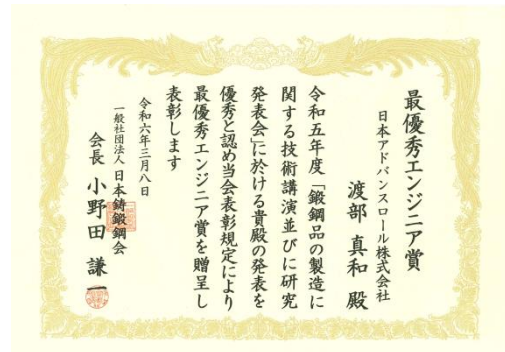 最優秀エンジニア賞
日本アドバンスロール株式会社
渡部 真和 殿
令和五年度「鍛鋼品の製造に
関する技術講演並びに研究
発表会」に於ける貴殿の発表を
優秀と認め当会表彰規定により
最優秀エンジニア賞を贈呈し
表彰します
令和六年三月八日
一般社団法人 日本鋳鍛鋼会
会長 小野田 謙一